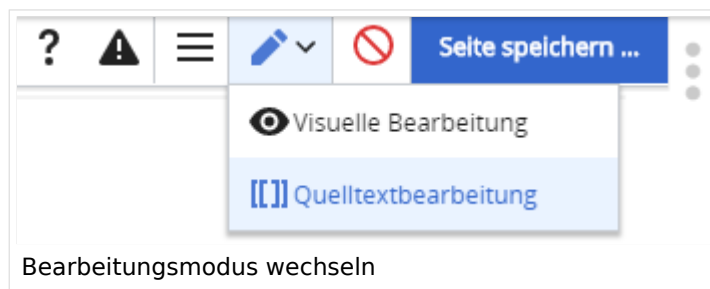 ? Seite speichern ...
Visuelle Bearbeitung
[[]] Quelltextbearbeitung
Bearbeitungsmodus wechseln